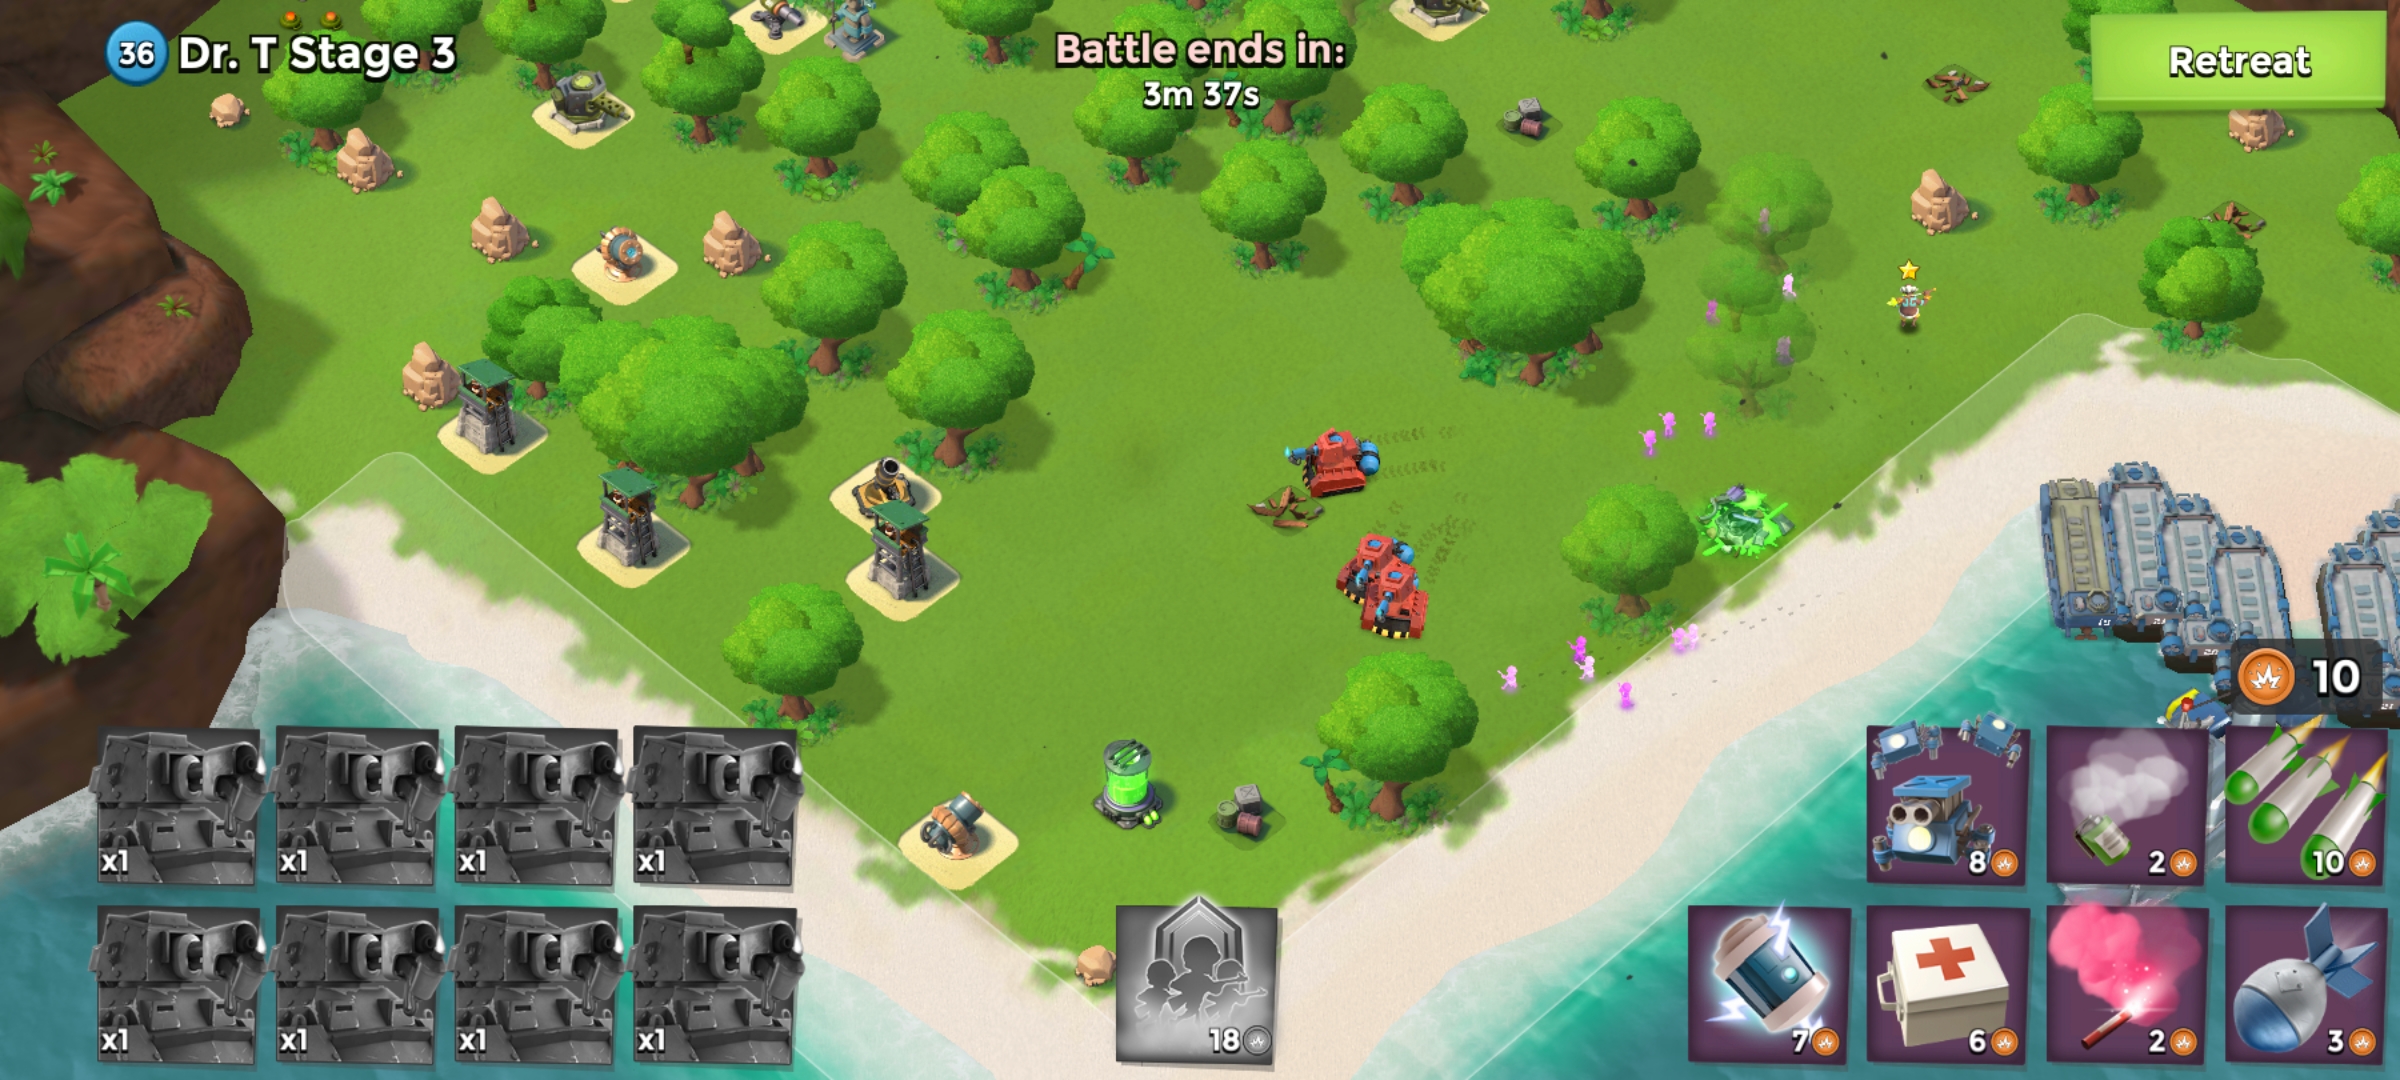 36 Dr. T Stage 3
Battle ends in:
3m 37s
Retreat
10
x1 x1 x1 x1
8 2 10
x1 x1 x1 x1
18
7 6 2 3